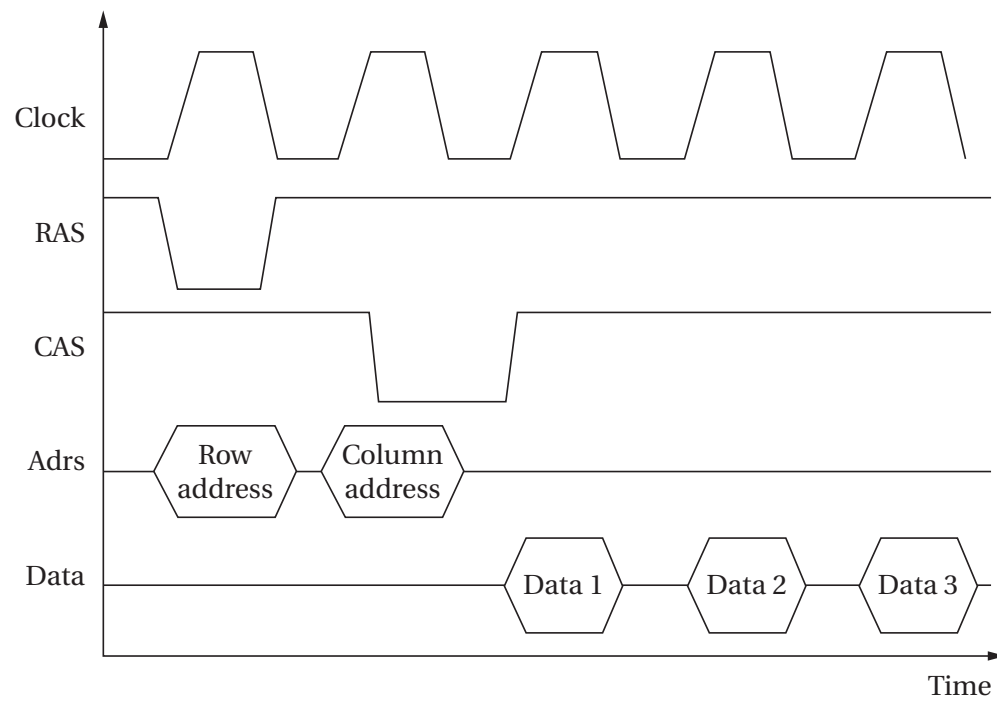 Clock
RAS
CAS
Adrs
Row
address
Column
address
Data
Data 1
Data 2
Data 3
Time